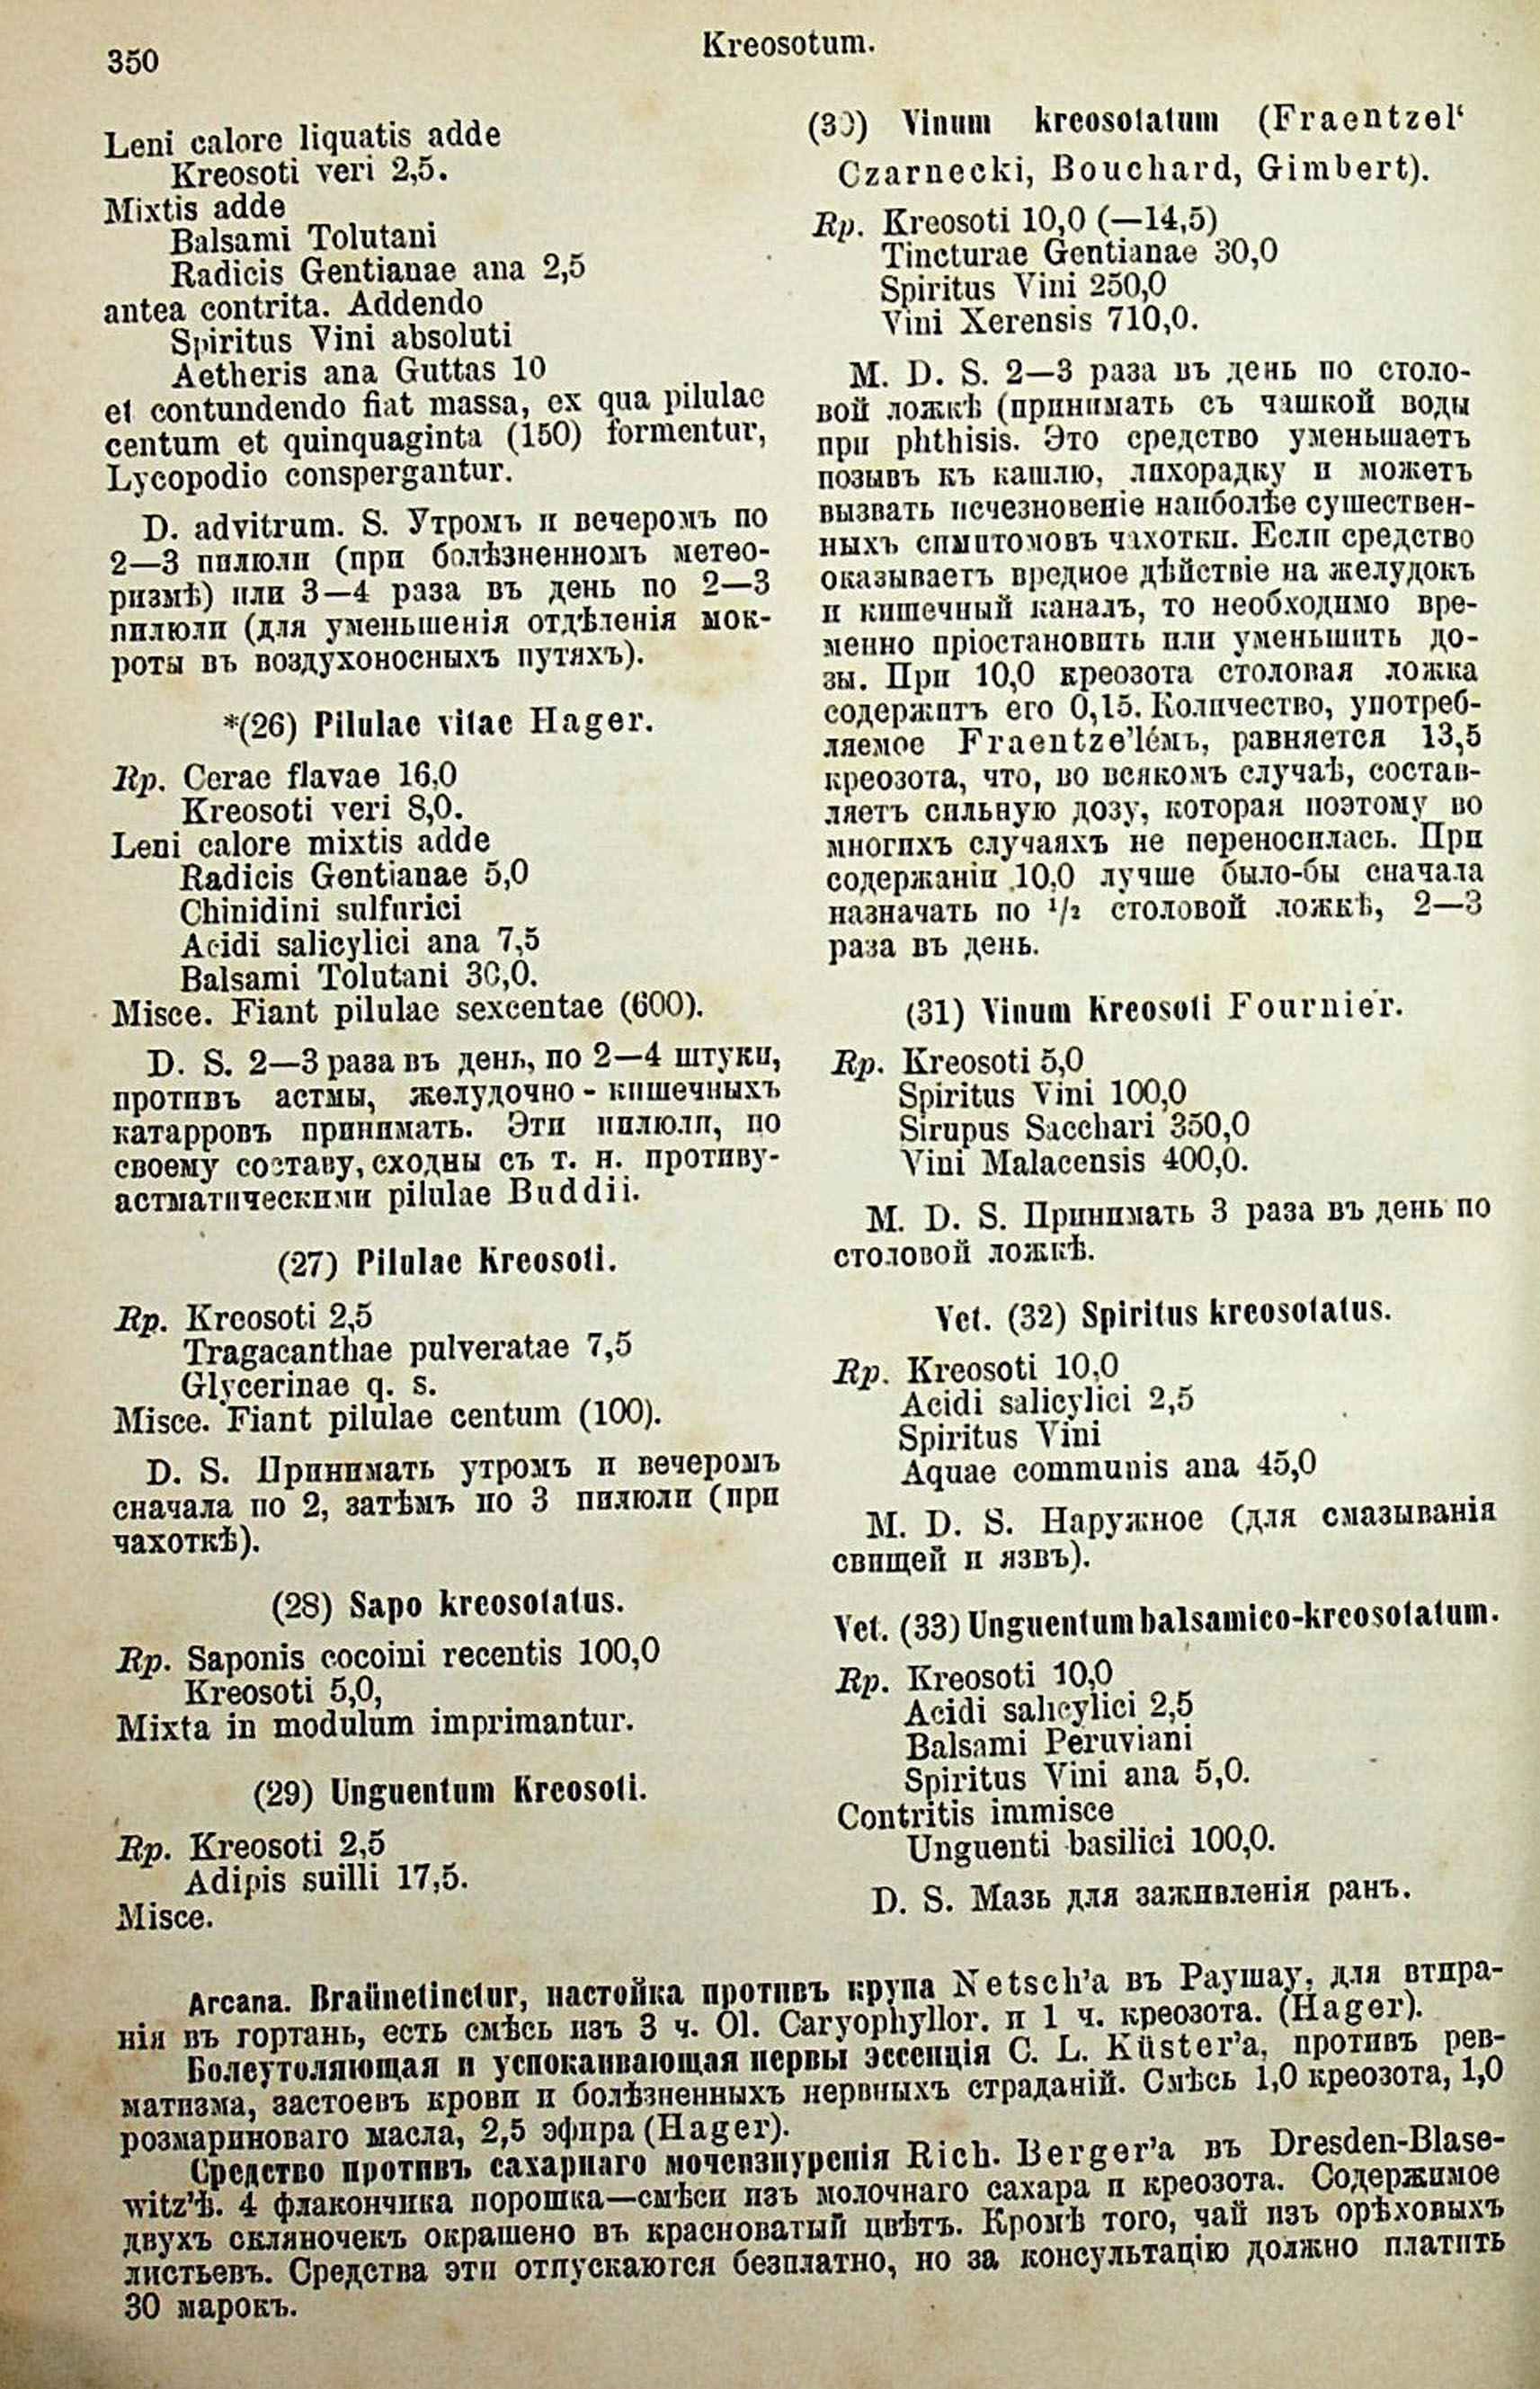 350
Kreosotum.
Leni calore liquatis adde
Kreosoti veri 2,5.
Mixtis adde
Balsami Tolutani
Radicis Gentianae ana 2,5
antea contrita. Addendo
Spiritus Vini absoluti
Aetheris ana Guttas 10
et contundendo fiat massa, ex qua pilulae
centum et quinquaginta (150) formentur,
Lycopodio conspergantur.
D. advitrum. S. Утромъ и вечеромъ по
2—3 пилюли (при болѣзненномъ метео-
ризмѣ) или 3—4 раза въ день по 2—3
пилюли (для уменьшенія отдѣленія мок-
роты въ воздухоносныхъ путяхъ).
*(26) Pilulae vitae Hager.
Rp. Cerae flavae 16,0
Kreosoti veri 8,0.
Leni calore mixtis adde
Radicis Gentianae 5,0
Chinidini sulfurici
Acidi salicylici ana 7,5
Balsami Tolutani 30,0.
Misce. Fiant pilulae sexcentae (600).
D. S. 2—3 раза въ день, по 2—4 штуки,
противъ астмы, желудочно-кишечныхъ
катарровъ принимать. Эти пилюли, по
своему составу, сходны съ т. н. противу-
астматическими pilulae Buddii.
(27) Pilulae Kreosoti.
Rp. Kreosoti 2,5
Tragacanthae pulveratae 7,5
Glycerinae q. s.
Misce. Fiant pilulae centum (100).
D. S. Принимать утромъ и вечеромъ
сначала по 2, затѣмъ по 3 пилюли (при
чахоткѣ).
(28) Sapo kreosotatus.
Rp. Saponis cocoini recentis 100,0
Kreosoti 5,0,
Mixta in modulum imprimantur.
(29) Unguentum Kreosoti.
Rp. Kreosoti 2,5
Adipis suilli 17,5.
Misce.
(30) Vinum kreosotatum (Fraentzel‘
Czarnecki, Bouchard, Gimbert).
Rp. Kreosoti 10,0 (—14,5)
Tincturae Gentianae 30,0
Spiritus Vini 250,0
Vini Xerensis 710,0.
M. D. S. 2—3 раза въ день по столо-
вой ложкѣ (принимать съ чашкой воды
при phthisis. Это средство уменьшаетъ
позывъ къ кашлю, лихорадку и можетъ
вызвать исчезновеніе наиболѣе существен-
ныхъ симптомовъ чахотки. Если средство
оказываетъ вредное дѣйствіе на желудокъ
и кишечный каналъ, то необходимо вре-
менно пріостановить или уменьшить до-
зы. При 10,0 креозота столовая ложка
содержитъ его 0,15. Количество, употреб-
ляемое Fraentze’lémъ, равняется 13,5
креозота, что, во всякомъ случаѣ, состав-
ляетъ сильную дозу, которая поэтому во
многихъ случаяхъ не переносилась. При
содержаніи 10,0 лучше было-бы сначала
назначать по 1/2 столовой ложкѣ, 2—3
раза въ день.
(31) Vinum Kreosoti Fournier.
Rp. Kreosoti 5,0
Spiritus Vini 100,0
Sirupus Sacchari 350,0
Vini Malacensis 400,0.
M. D. S. Принимать 3 раза въ день по
столовой ложкѣ.
Vet. (32) Spiritus kreosotatus.
Rp. Kreosoti 10,0
Acidi salicylici 2,5
Spiritus Vini
Aquae communis ana 45,0
M. D. S. Наружное (для смазыванія
свищей и язвъ).
Vet. (33) Unguentum balsamico-kreosotatum.
Rp. Kreosoti 10,0
Acidi salicylici 2,5
Balsami Peruviani
Spiritus Vini ana 5,0.
Contritis immisce
Unguenti basilici 100,0.
D. S. Мазь для заживленія ранъ.
Arcana. Braünetinctur, настойка противъ крупа Netsch’а въ Раушау, для втира-
нія въ гортань, есть смѣсь изъ 3 ч. Ol. Caryophyllor. и 1 ч. креозота. (Hager).
Болеутоляющая и успокаивающая нервы эссенція C. L. Küster’а, противъ рев-
матизма, застоевъ крови и болѣзненныхъ нервныхъ страданій. Смѣсь 1,0 креозота, 1,0
розмариноваго масла, 2,5 эфира (Hager).
Средство противъ сахарнаго мочеизнуренія Rich. Berger’а въ Dresden-Blase-
witz’ѣ. 4 флакончика порошка—смѣси изъ молочнаго сахара и креозота. Содержимое
двухъ скляночекъ окрашено въ красноватый цвѣтъ. Кромѣ того, чай изъ орѣховыхъ
листьевъ. Средства эти отпускаются безплатно, но за консультацію должно платить
30 марокъ.